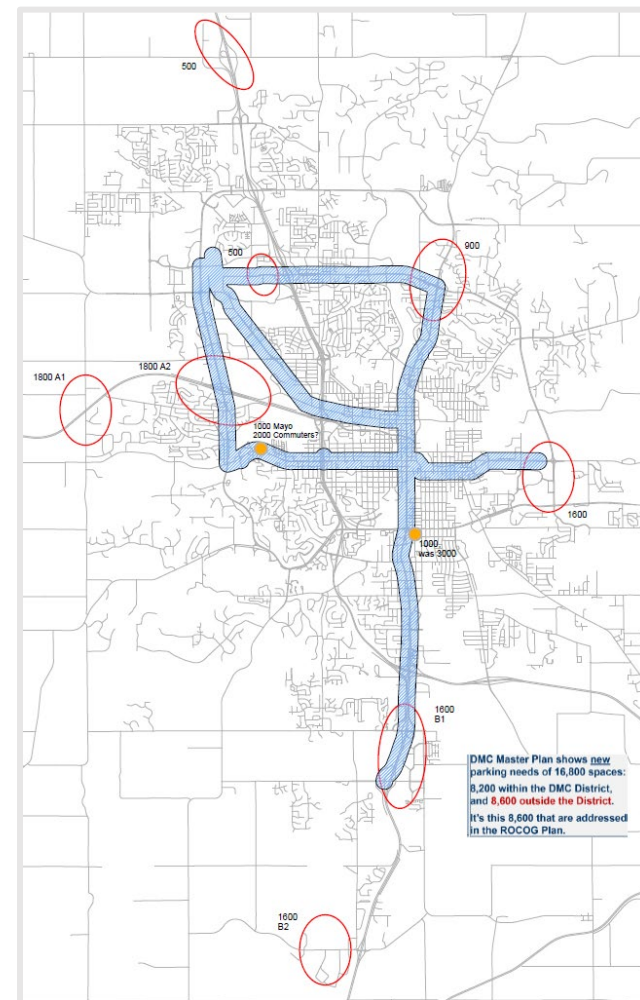 500
500
900
1800 A1
1800 A2
1000 Mayo
2000 Commuters?
1600
1000
was 3000
1600
B1
DMC Master Plan shows new
parking needs of 16,800 spaces:
8,200 within the DMC District,
and 8,600 outside the District.
It's this 8,600 that are addressed
in the ROCOG Plan.
1600
B2